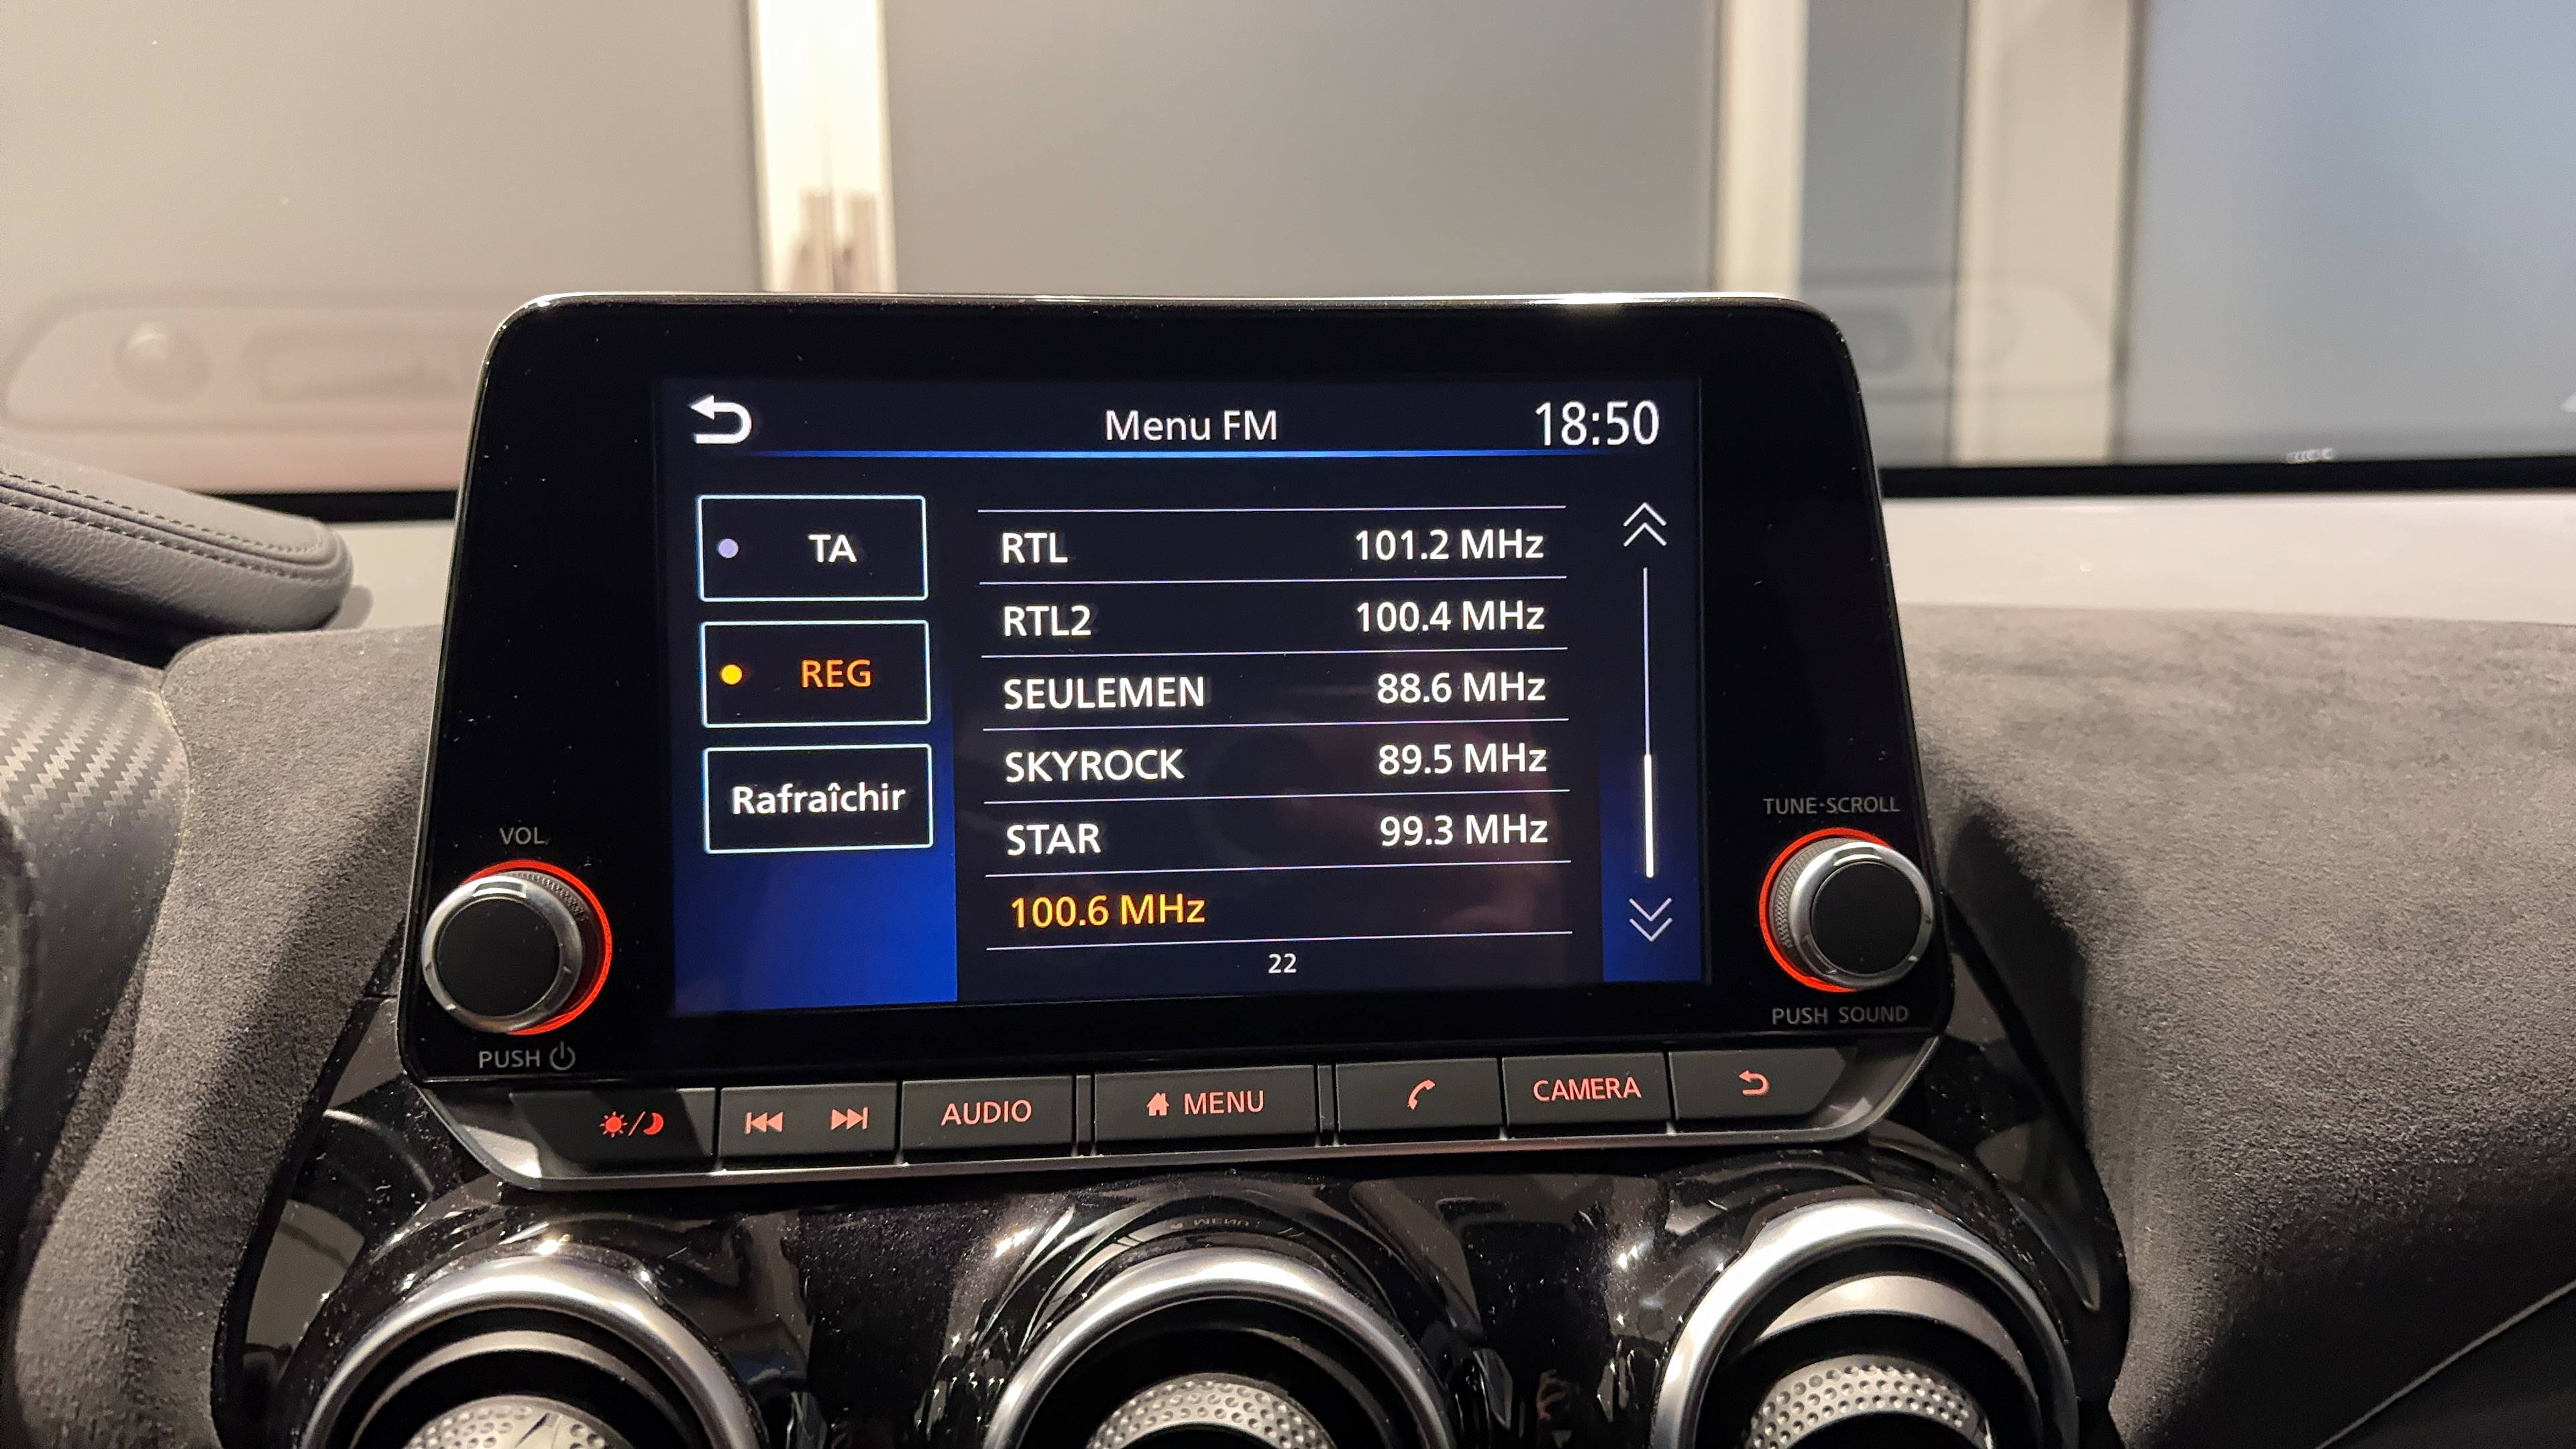 Menu FM 18:50
TA
REG
Rafraîchir
RTL 101.2 MHz
RTL2 100.4 MHz
SEULEMEN 88.6 MHz
SKYROCK 89.5 MHz
STAR 99.3 MHz
100.6 MHz
22
VOL
PUSH
TUNE·SCROLL
PUSH SOUND
AUDIO
MENU
CAMERA